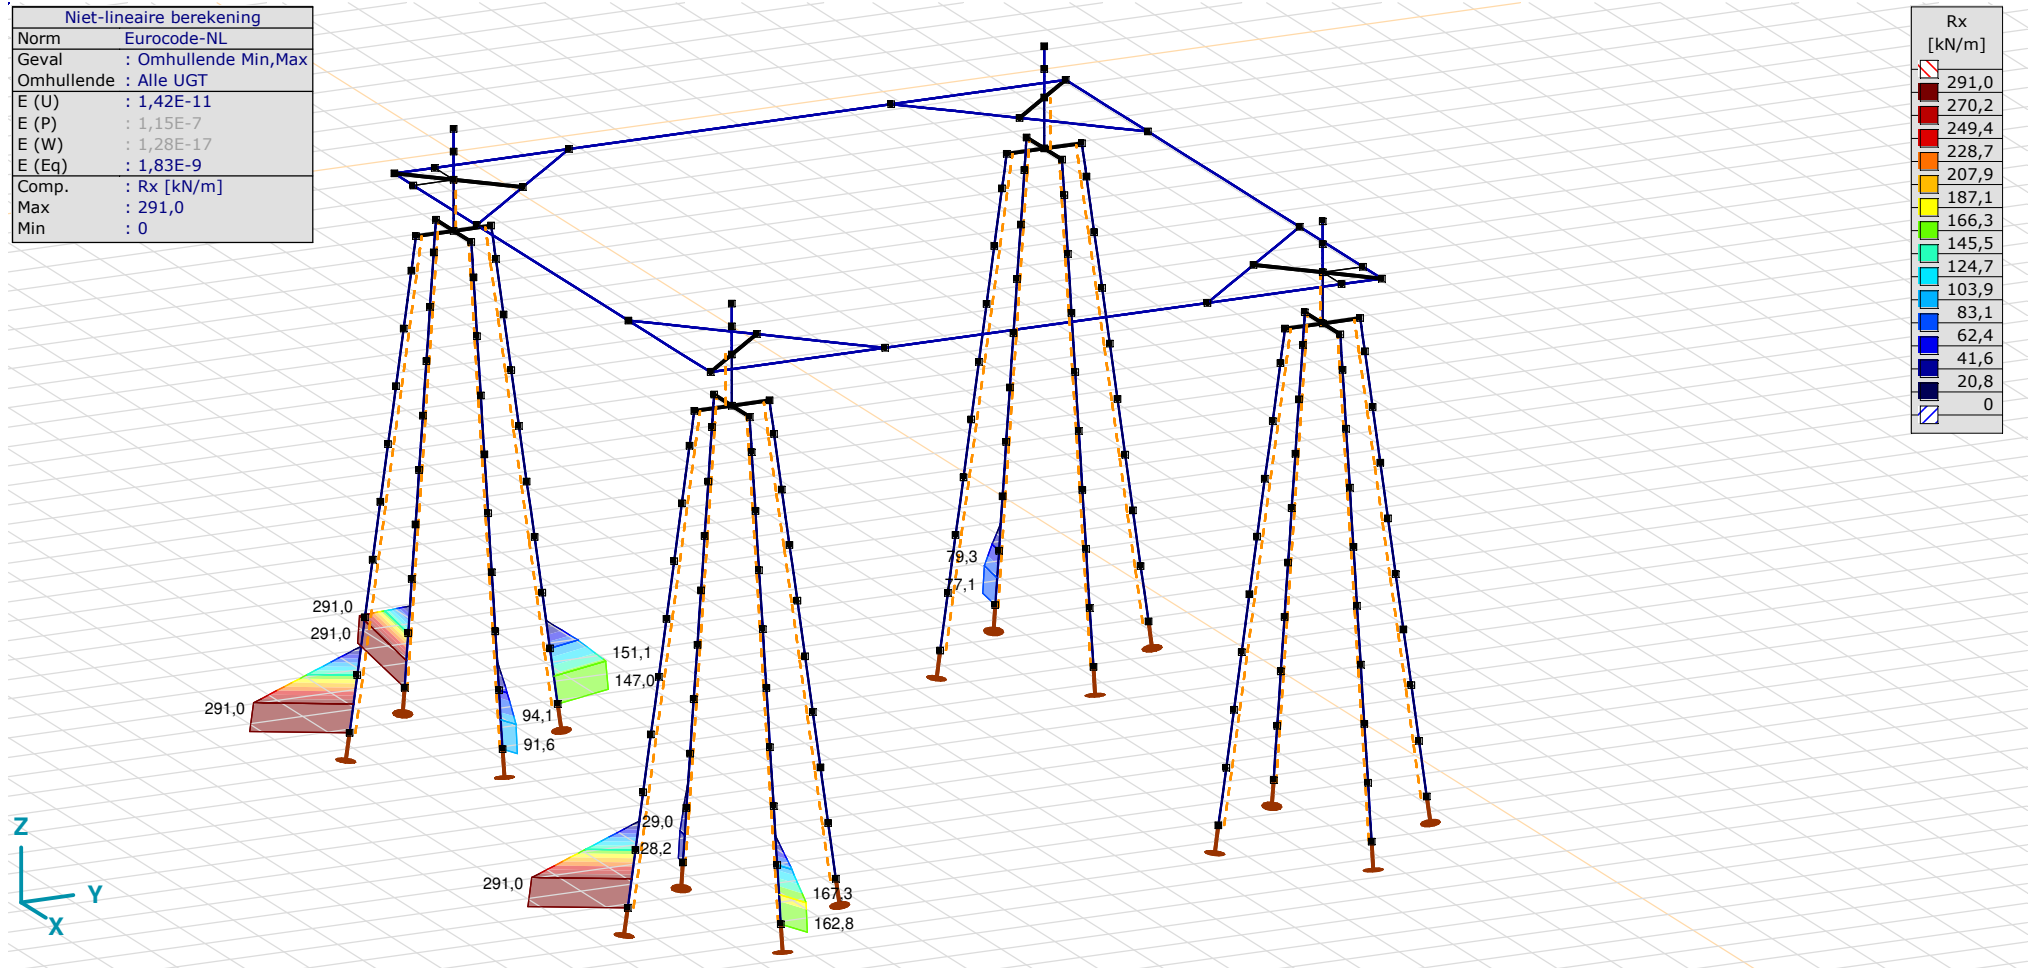 Niet-lineaire berekening
Norm Eurocode-NL
Geval : Omhullende Min,Max
Omhullende : Alle UGT
E (U) : 1,42E-11
E (P) : 1,15E-7
E (W) : 1,28E-17
E (Eq) : 1,83E-9
Comp. : Rx [kN/m]
Max : 291,0
Min : 0
Rx
[kN/m]
291,0
270,2
249,4
228,7
207,9
187,1
166,3
145,5
124,7
103,9
83,1
62,4
41,6
20,8
0
79,3
77,1
291,0
291,0
151,1
147,0
291,0
94,1
91,6
29,0
28,2
291,0
167,3
162,8
Z
Y
X